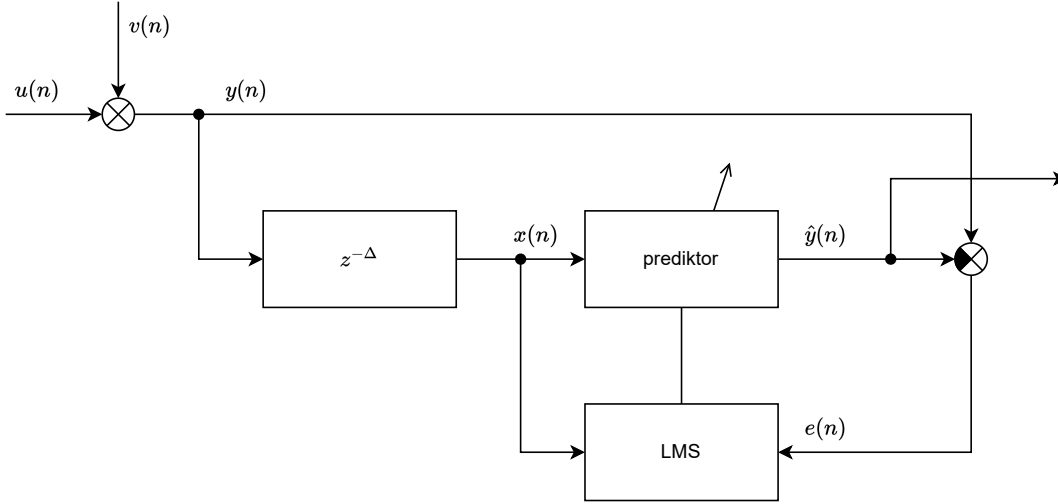 v(n)
u(n)
y(n)
x(n)
ŷ(n)
z^{-Δ}
prediktor
e(n)
LMS